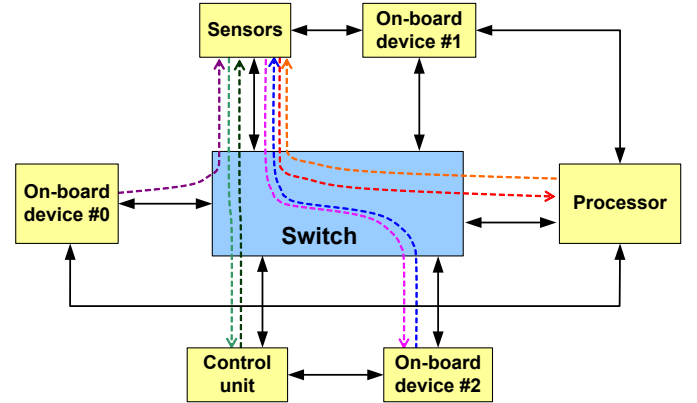 Sensors
On-board
device #1
On-board
device #0
Switch
Processor
Control
unit
On-board
device #2